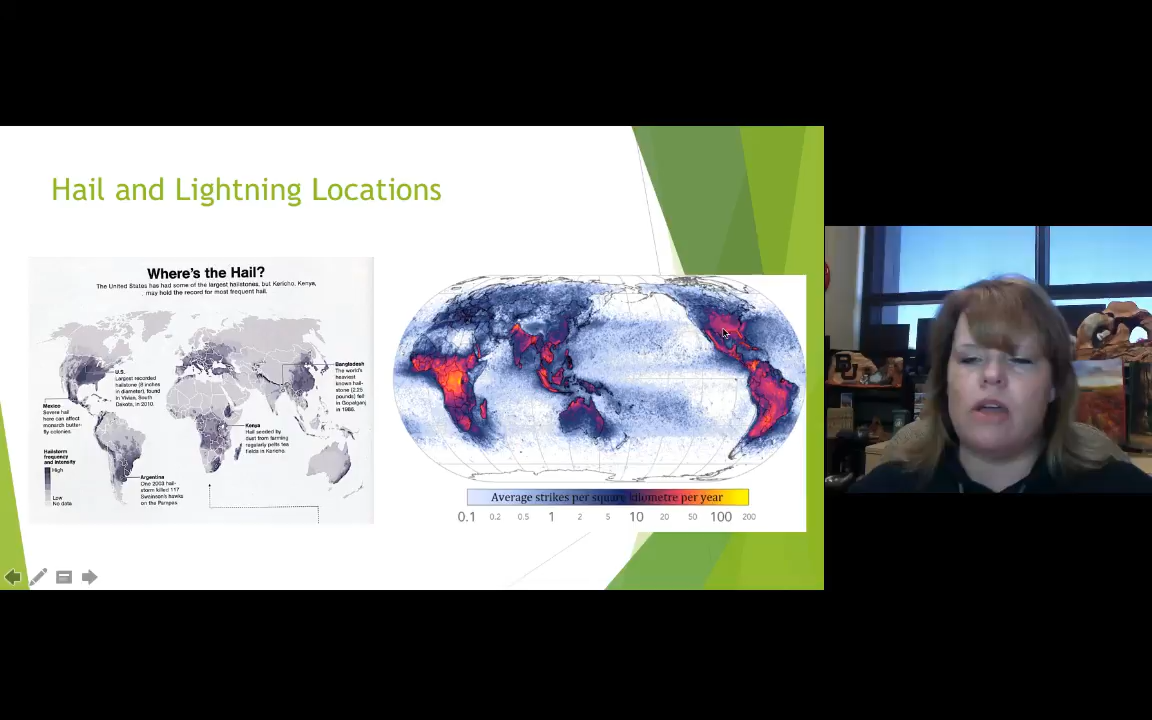 Hail and Lightning Locations
Where's the Hail?
The United States has had some of the largest hailstones, but Kericho, Kenya,
may hold the record for most frequent hail.
U.S.
Largest recorded
hailstone (8 inches
in diameter), found
in Vivian, South
Dakota, in 2010.
Mexico
Severe hail
here can affect
monarch butter-
fly colonies.
Bangladesh
The world's
heaviest
known hail-
stone (2.25
pounds) fell
in Gopalganj
in 1986.
Kenya
Hail seeded by
dust from farming
regularly pelts tea
fields in Kericho.
Hailstorm
frequency
and intensity
High
Low
No data
Argentina
One 2003 hail-
storm killed 117
Swainson's hawks
on the Pampas.
Average strikes per square kilometre per year
0.1 0.2 0.5 1 2 5 10 20 50 100 200